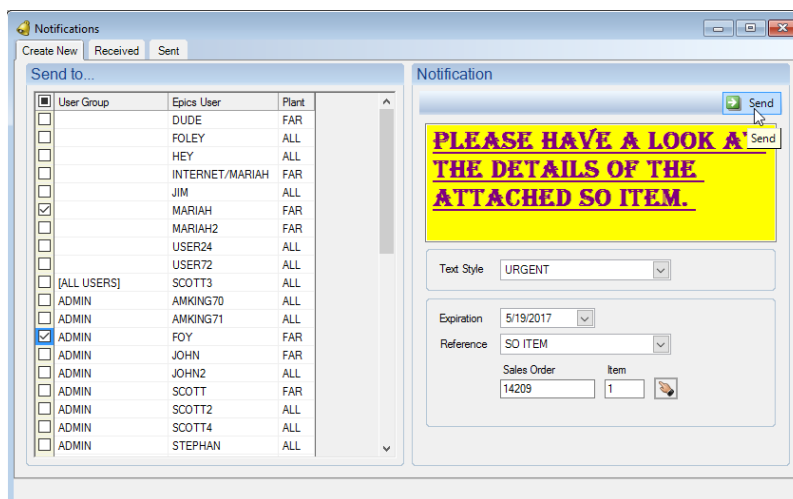 Notifications
Create New Received Sent
Send to...
User Group Epics User Plant
DUDE FAR
FOLEY ALL
HEY ALL
INTERNET/MARIAH FAR
JIM ALL
MARIAH FAR
MARIAH2 FAR
USER24 ALL
USER72 ALL
[ALL USERS] SCOTT3 ALL
ADMIN AMKING70 ALL
ADMIN AMKING71 ALL
ADMIN FOY FAR
ADMIN JOHN FAR
ADMIN JOHN2 ALL
ADMIN SCOTT FAR
ADMIN SCOTT2 ALL
ADMIN SCOTT4 ALL
ADMIN STEPHAN ALL
Notification
Send
Send
PLEASE HAVE A LOOK
THE DETAILS OF THE
ATTACHED SO ITEM.
Text Style URGENT
Expiration 5/19/2017
Reference SO ITEM
Sales Order Item
14209 1